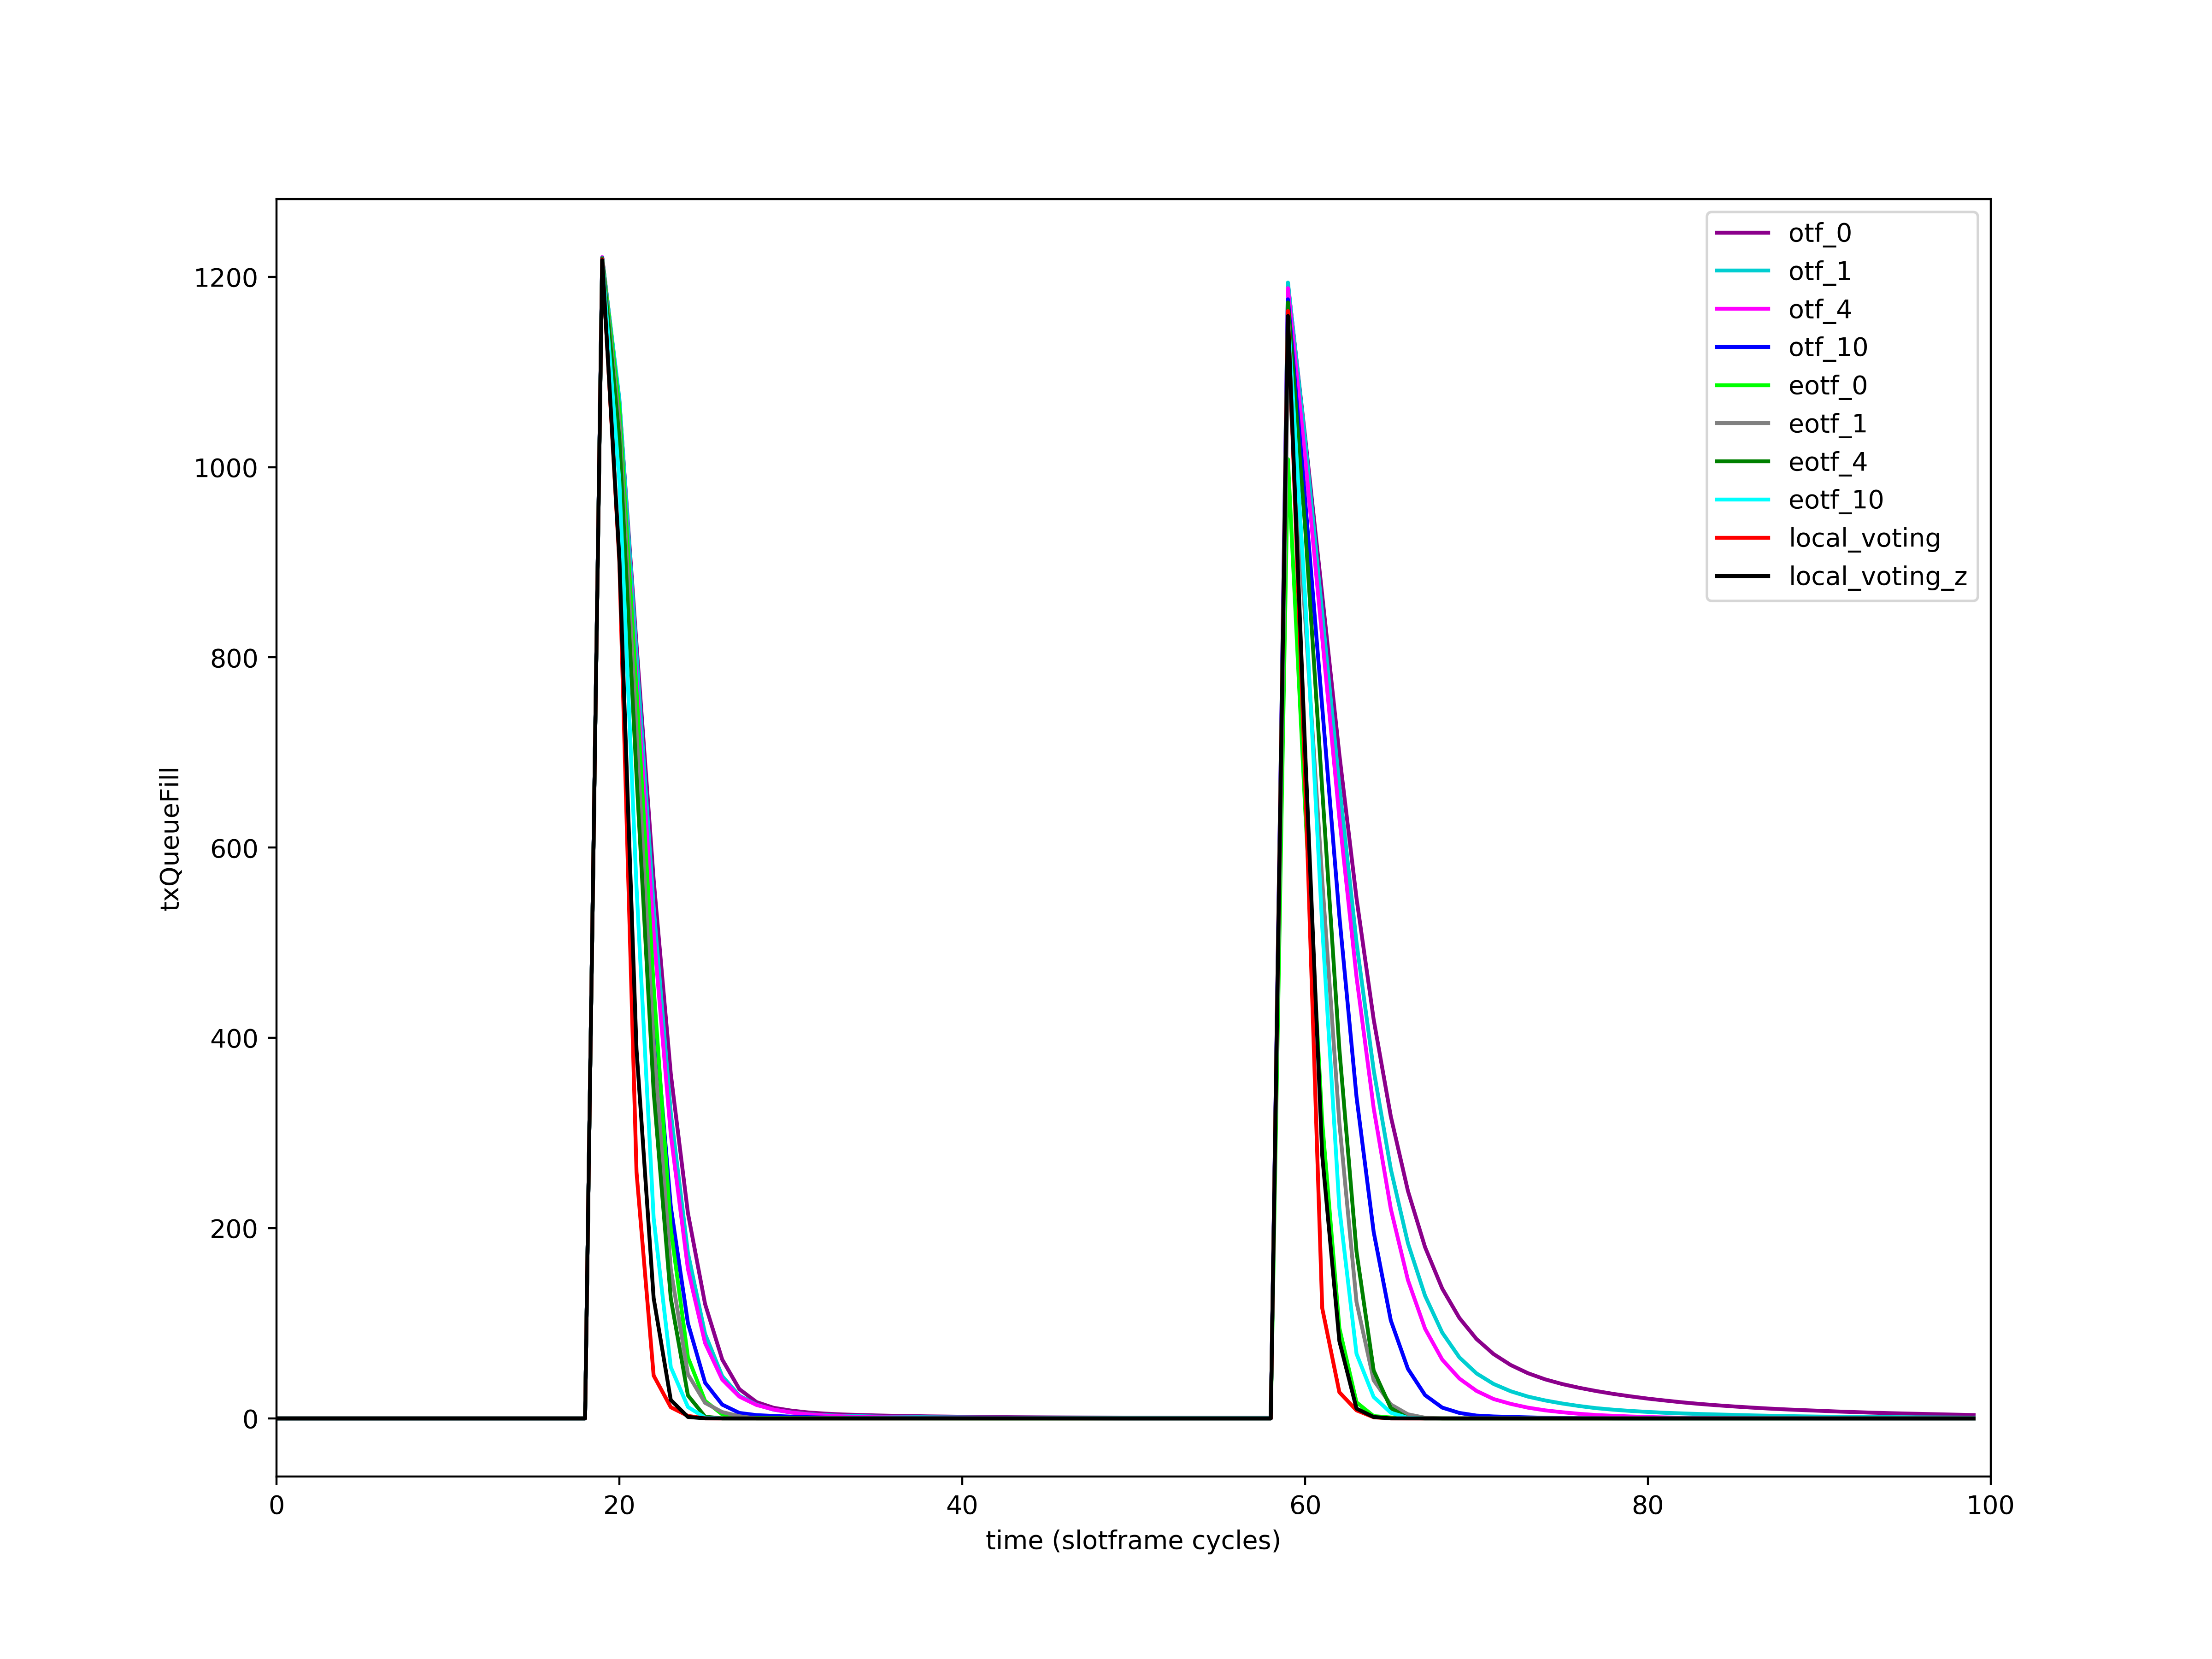 otf_0
otf_1
otf_4
otf_10
eotf_0
eotf_1
eotf_4
eotf_10
local_voting
local_voting_z
1200
1000
800
600
400
200
0
txQueueFill
0 20 40 60 80 100
time (slotframe cycles)